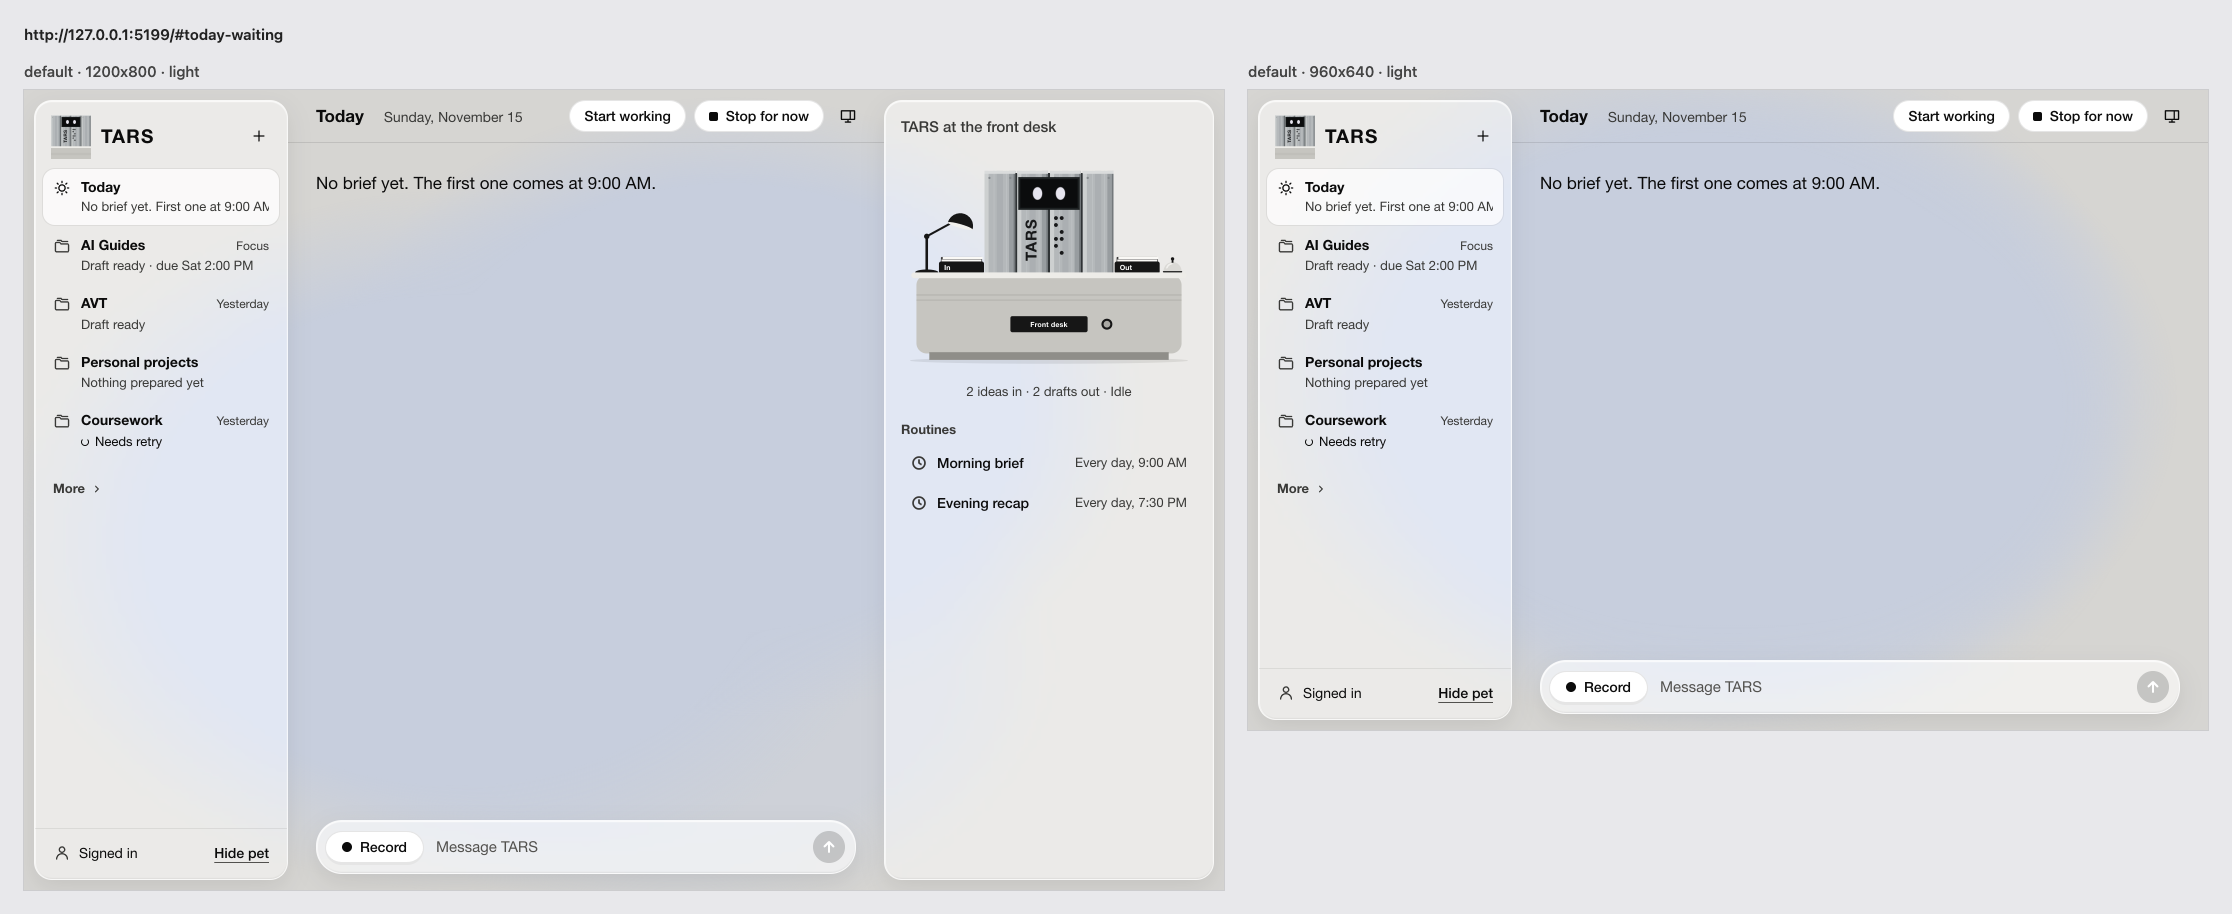 http://127.0.0.1:5199/#today-waiting
default · 1200x800 · light
TARS
Today
No brief yet. First one at 9:00 AM
AI Guides
Focus
Draft ready · due Sat 2:00 PM
AVT
Yesterday
Draft ready
Personal projects
Nothing prepared yet
Coursework
Yesterday
Needs retry
More
Signed in
Hide pet
Today
Sunday, November 15
Start working
Stop for now
No brief yet. The first one comes at 9:00 AM.
Record
Message TARS
TARS at the front desk
TARS
In
Out
Front desk
2 ideas in · 2 drafts out · Idle
Routines
Morning brief
Every day, 9:00 AM
Evening recap
Every day, 7:30 PM
default · 960x640 · light
TARS
Today
No brief yet. First one at 9:00 AM
AI Guides
Focus
Draft ready · due Sat 2:00 PM
AVT
Yesterday
Draft ready
Personal projects
Nothing prepared yet
Coursework
Yesterday
Needs retry
More
Signed in
Hide pet
Today
Sunday, November 15
Start working
Stop for now
No brief yet. The first one comes at 9:00 AM.
Record
Message TARS